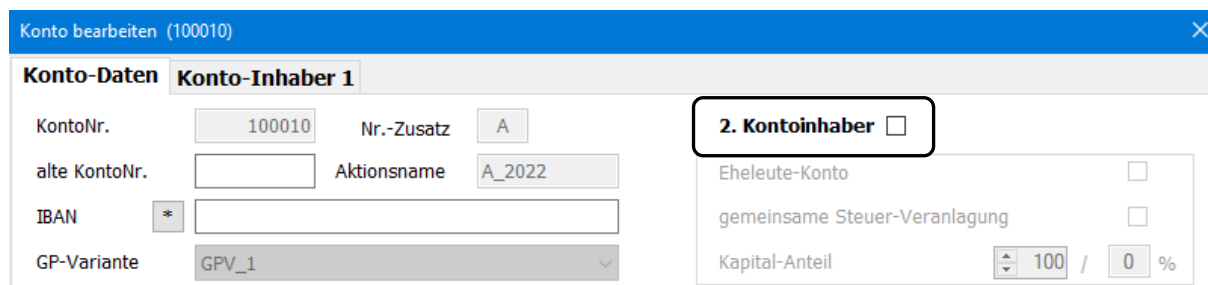 Konto bearbeiten (100010)
Konto-Daten Konto-Inhaber 1
KontoNr. 100010 Nr.-Zusatz A 2. Kontoinhaber
alte KontoNr. Aktionsname A_2022 Eheleute-Konto
IBAN * gemeinsame Steuer-Veranlagung
GP-Variante GPV_1 Kapital-Anteil 100 / 0 %